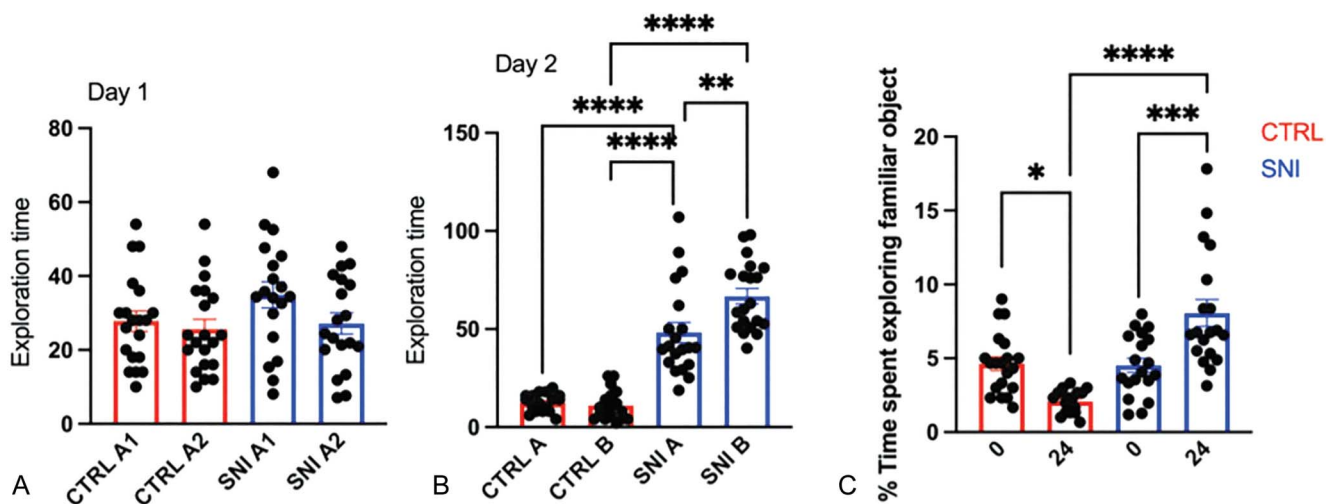 Day 1
Exploration time
80
60
40
20
0
CTRL A1
CTRL A2
SNI A1
SNI A2
A
Day 2
Exploration time
150
100
50
0
****
**
****
****
CTRL A
CTRL B
SNI A
SNI B
B
% Time spent exploring familiar object
20
15
10
5
0
****
***
*
0
24
0
24
CTRL
SNI
C